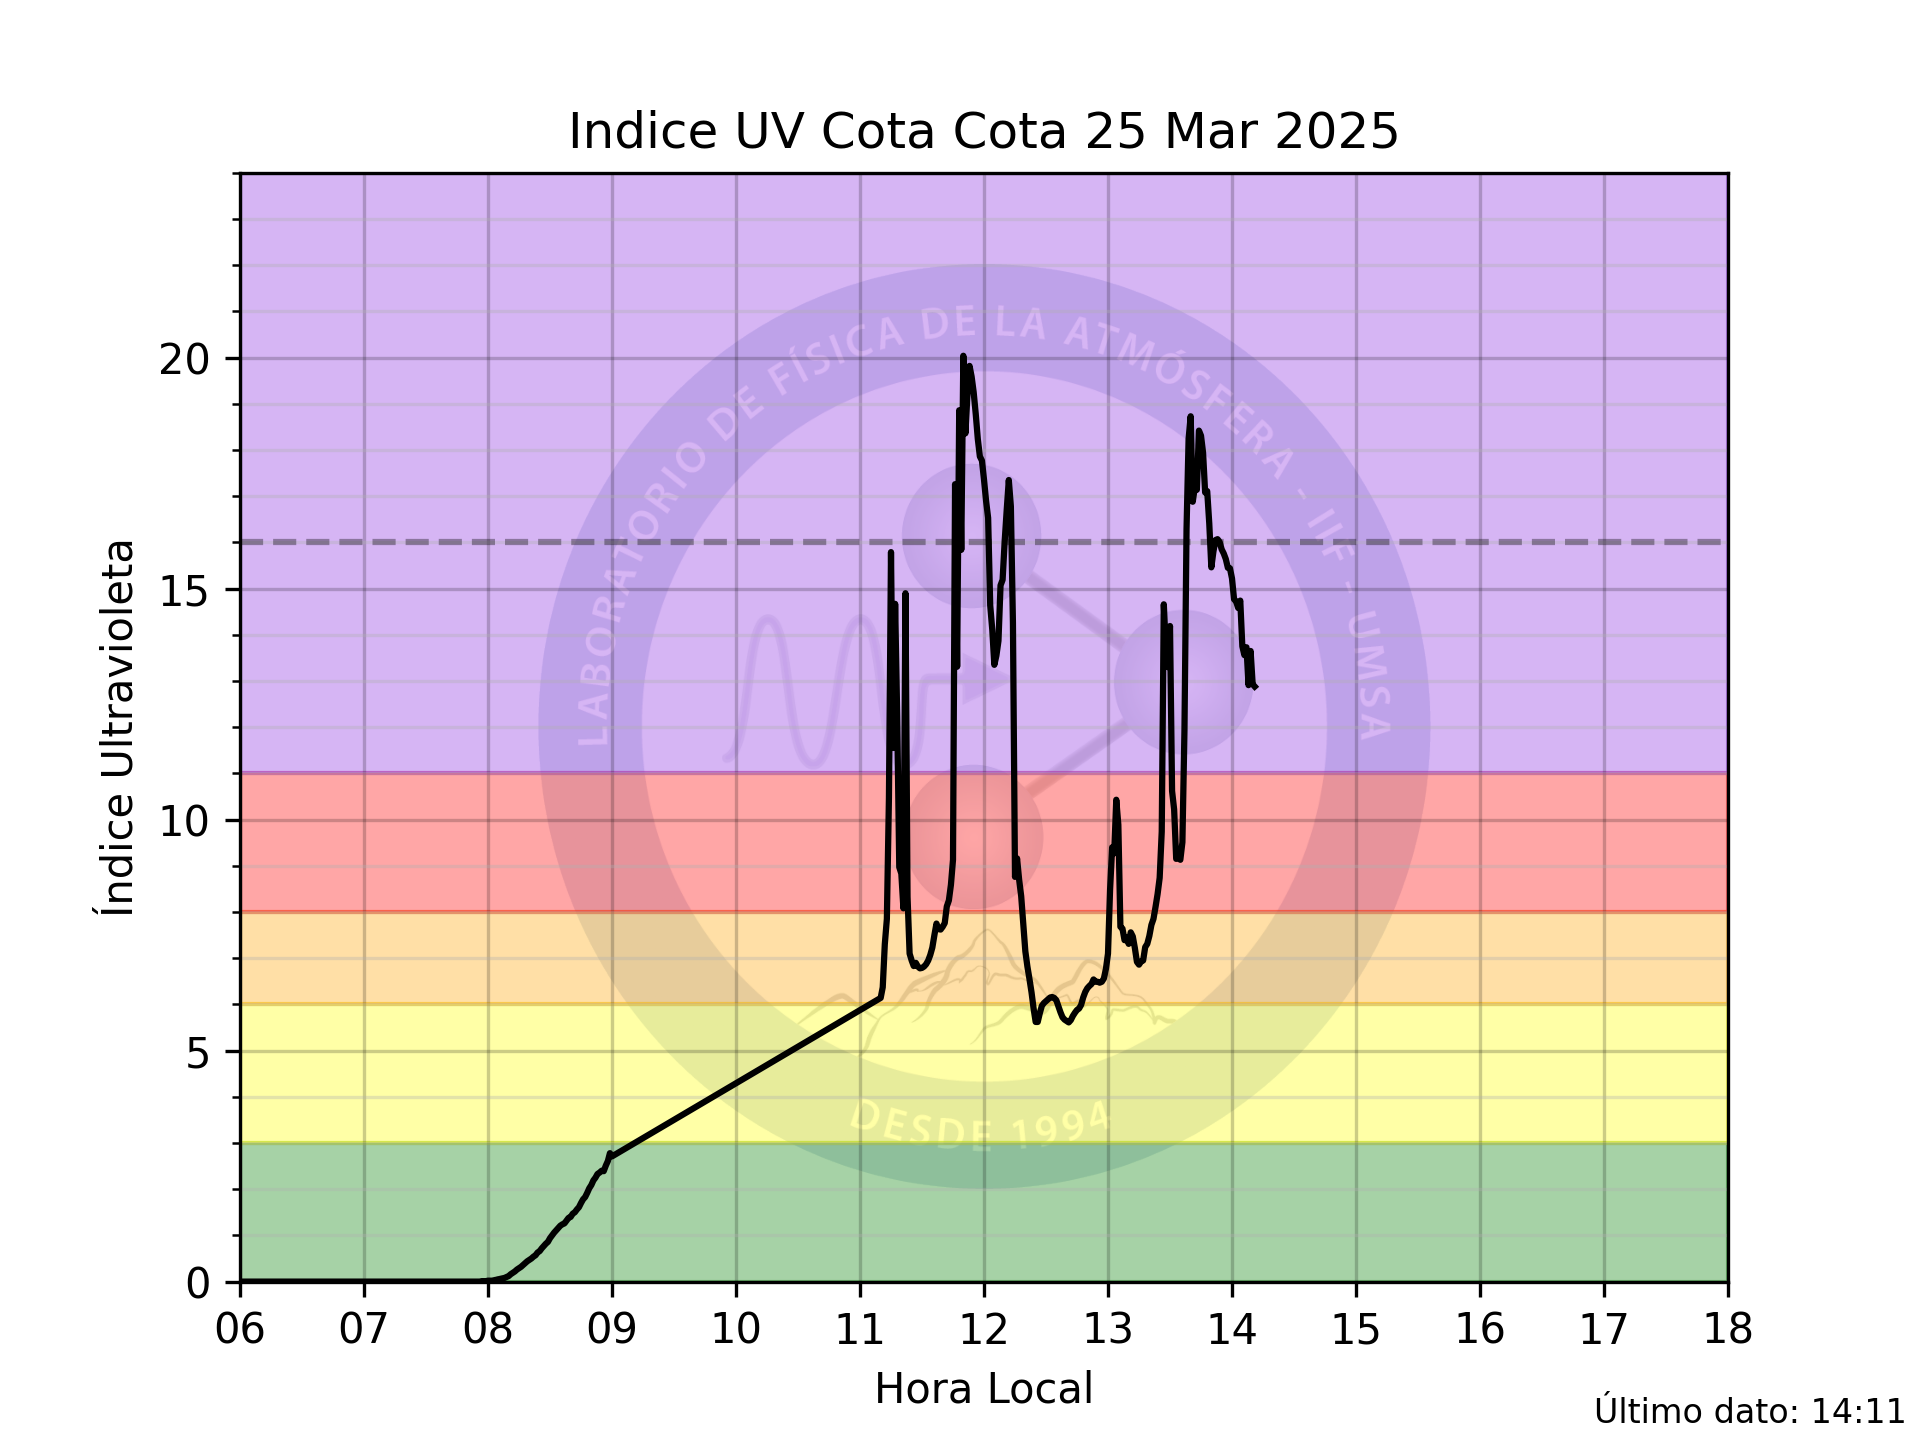 Indice UV Cota Cota 25 Mar 2025
LABORATORIO DE FÍSICA DE LA ATMÓSFERA - IIF - UMSA
DESDE 1994
Índice Ultravioleta
20
15
10
5
0
06 07 08 09 10 11 12 13 14 15 16 17 18
Hora Local
Último dato: 14:11